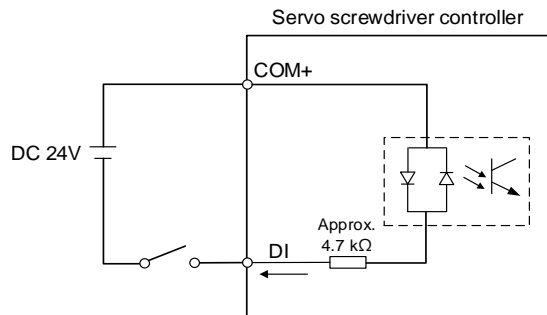 Servo screwdriver controller
COM+
DC 24V
Approx.
4.7 kΩ
DI